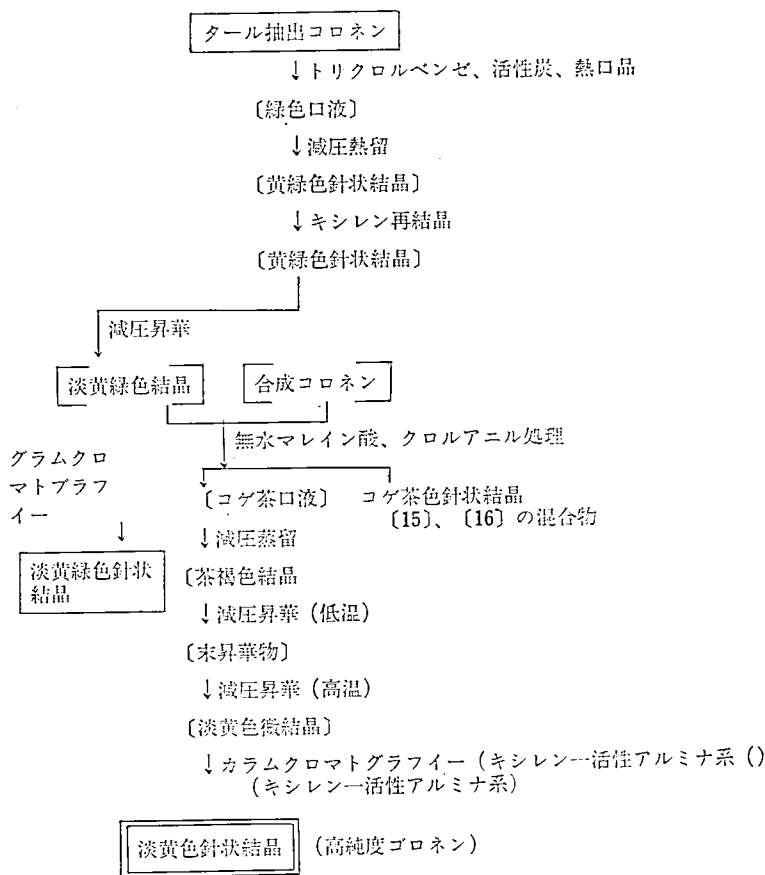 タール抽出コロネン
↓トリクロルベンゼ、活性炭、熱口品
〔緑色口液〕
↓減圧熱留
〔黄緑色針状結晶〕
↓キシレン再結晶
〔黄緑色針状結晶〕
減圧昇華
淡黄緑色結晶
合成コロネン
無水マレイン酸、クロルアニル処理
グラムクロ
マトブラフ
イー
〔コゲ茶口液〕
コゲ茶色針状結晶
〔15〕、〔16〕の混合物
↓
淡黄緑色針状
結晶
↓減圧蒸留
〔茶褐色結晶
↓減圧昇華(低温)
〔末昇華物〕
↓減圧昇華(高温)
〔淡黄色微結晶〕
↓カラムクロマトグラフイー(キシレン一活性アルミナ系()
(キシレン一活性アルミナ系)
淡黄色針状結晶
(高純度ゴロネン)